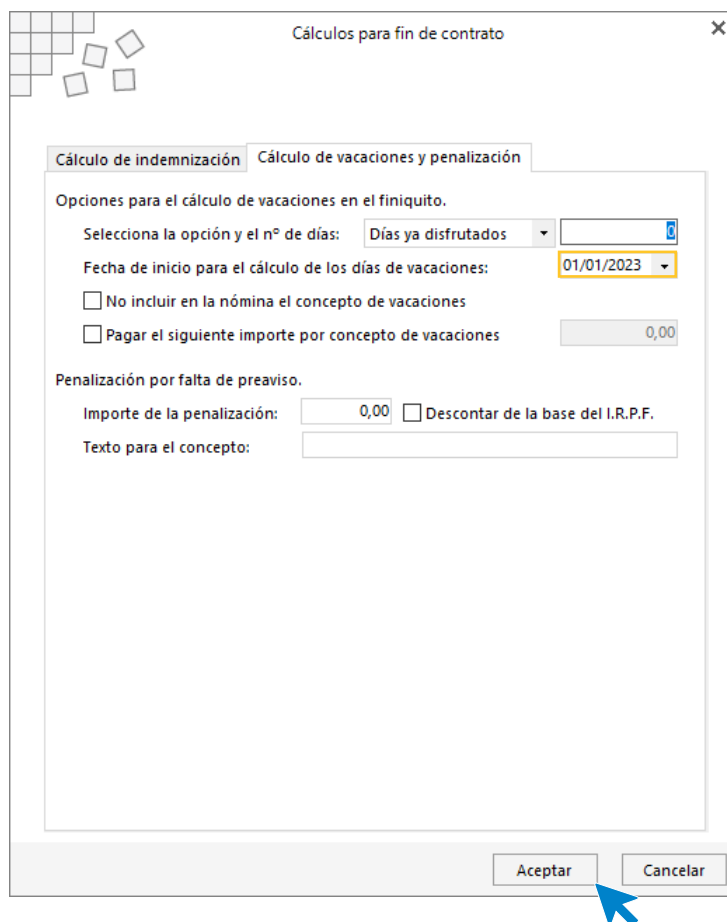 Cálculos para fin de contrato
Cálculo de indemnización Cálculo de vacaciones y penalización
Opciones para el cálculo de vacaciones en el finiquito.
Selecciona la opción y el nº de días: Días ya disfrutados 0
Fecha de inicio para el cálculo de los días de vacaciones: 01/01/2023
No incluir en la nómina el concepto de vacaciones
Pagar el siguiente importe por concepto de vacaciones 0,00
Penalización por falta de preaviso.
Importe de la penalización: 0,00 Descontar de la base del I.R.P.F.
Texto para el concepto:
Aceptar Cancelar